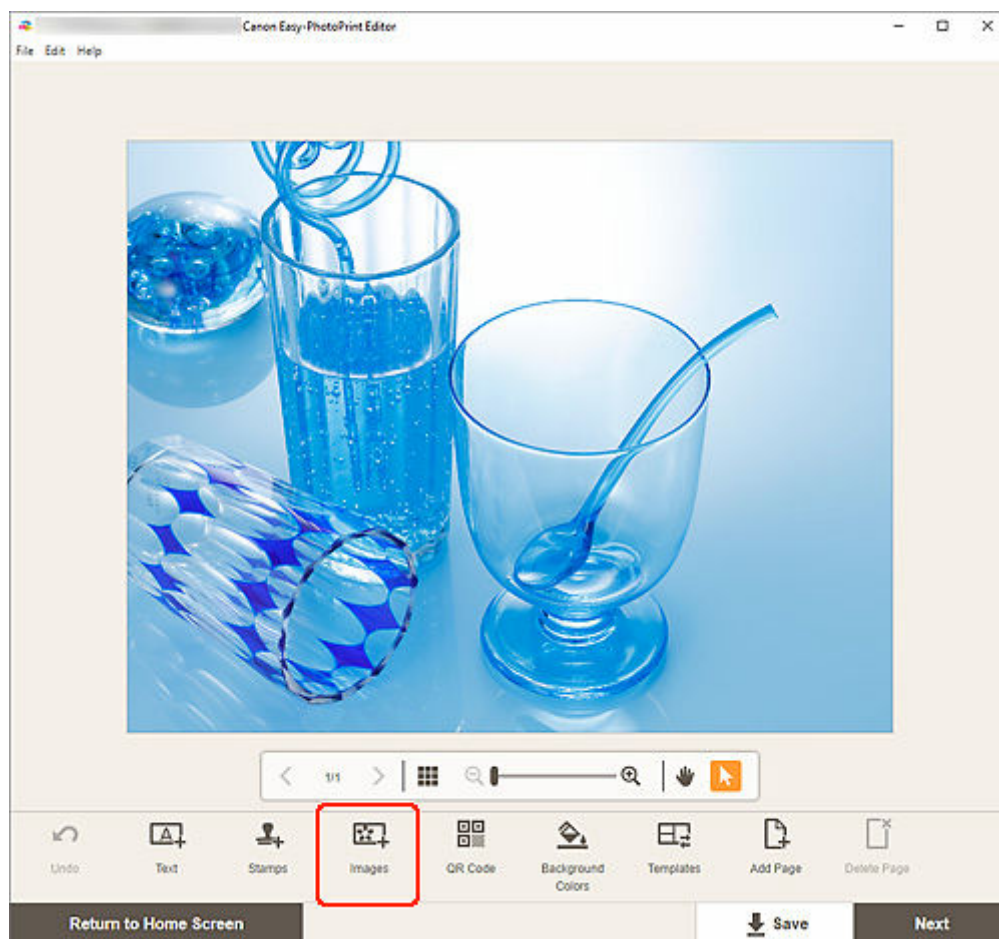 Canon Easy-PhotoPrint Editor
File Edit Help
1/1
Undo Text Stamps Images QR Code Background Colors Templates Add Page Delete Page
Return to Home Screen Save Next